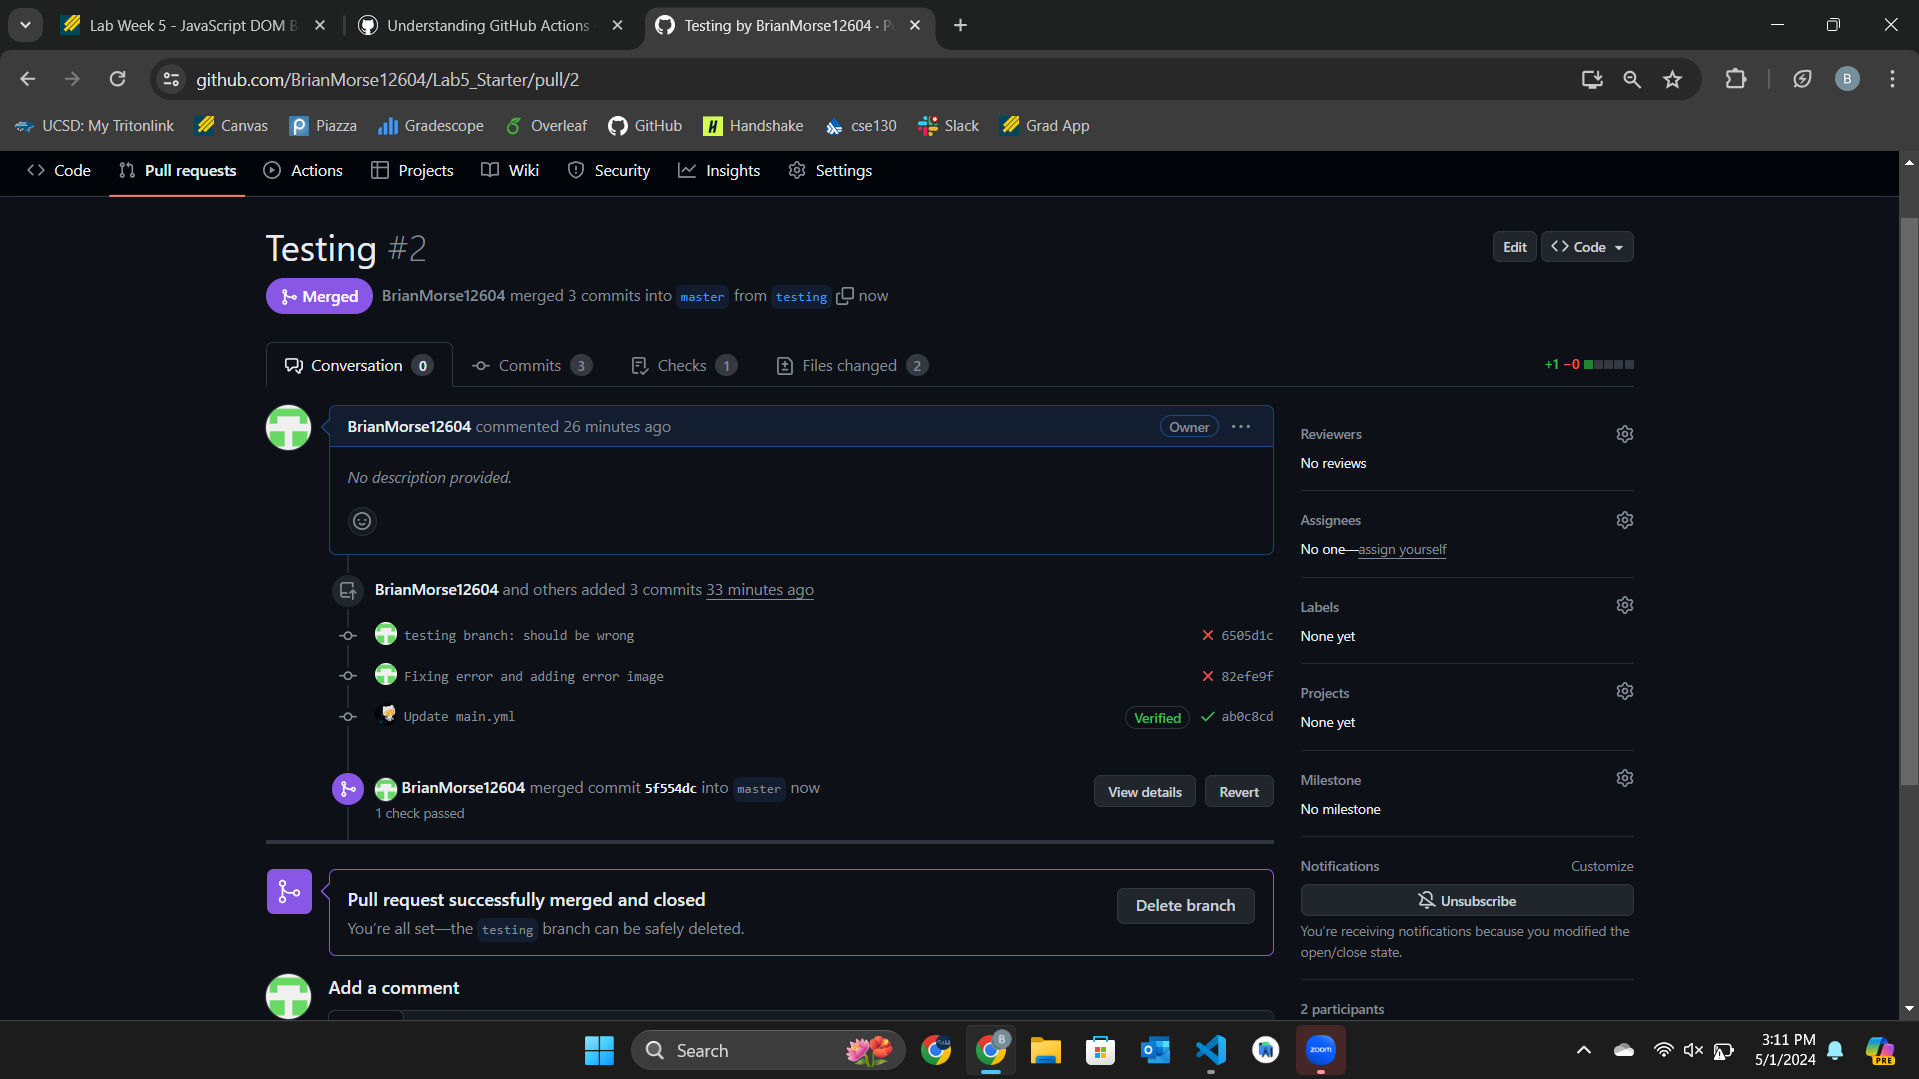 Lab Week 5 - JavaScript DOM B
Understanding GitHub Actions
Testing by BrianMorse12604 · P
github.com/BrianMorse12604/Lab5_Starter/pull/2
B
UCSD: My Tritonlink
Canvas
Piazza
Gradescope
Overleaf
GitHub
Handshake
cse130
Slack
Grad App
Code
Pull requests
Actions
Projects
Wiki
Security
Insights
Settings
Testing #2
Edit
Code
Merged
BrianMorse12604 merged 3 commits into master from testing now
Conversation 0
Commits 3
Checks 1
Files changed 2
+1 −0
BrianMorse12604 commented 26 minutes ago
Owner
No description provided.
BrianMorse12604 and others added 3 commits 33 minutes ago
testing branch: should be wrong
6505d1c
Fixing error and adding error image
82efe9f
Update main.yml
Verified
ab0c8cd
BrianMorse12604 merged commit 5f554dc into master now
1 check passed
View details
Revert
Pull request successfully merged and closed
You're all set—the testing branch can be safely deleted.
Delete branch
Add a comment
Reviewers
No reviews
Assignees
No one—assign yourself
Labels
None yet
Projects
None yet
Milestone
No milestone
Notifications
Customize
Unsubscribe
You're receiving notifications because you modified the
open/close state.
2 participants
Search
B
zoom
3:11 PM
5/1/2024
PRE